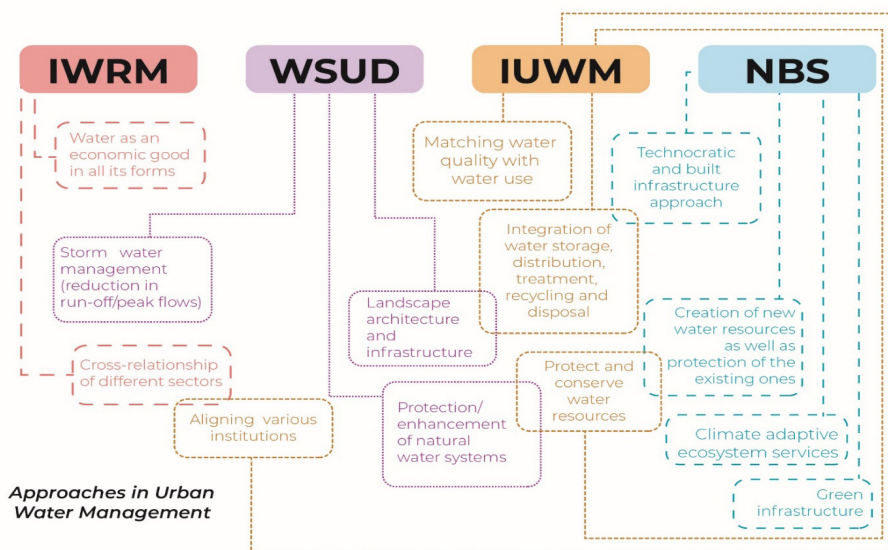 IWRM
WSUD
IUWM
NBS
Water as an
economic good
in all its forms
Matching water
quality with
water use
Technocratic
and built
infrastructure
approach
Storm water
management
(reduction in
run-off/peak flows)
Landscape
architecture
and
infrastructure
Integration of
water storage,
distribution,
treatment,
recycling and
disposal
Creation of new
water resources
as well as
protection of the
existing ones
Cross-relationship
of different sectors
Aligning various
institutions
Protection/
enhancement
of natural
water systems
Protect and
conserve water
resources
Climate adaptive
ecosystem services
Green
infrastructure
Approaches in Urban
Water Management